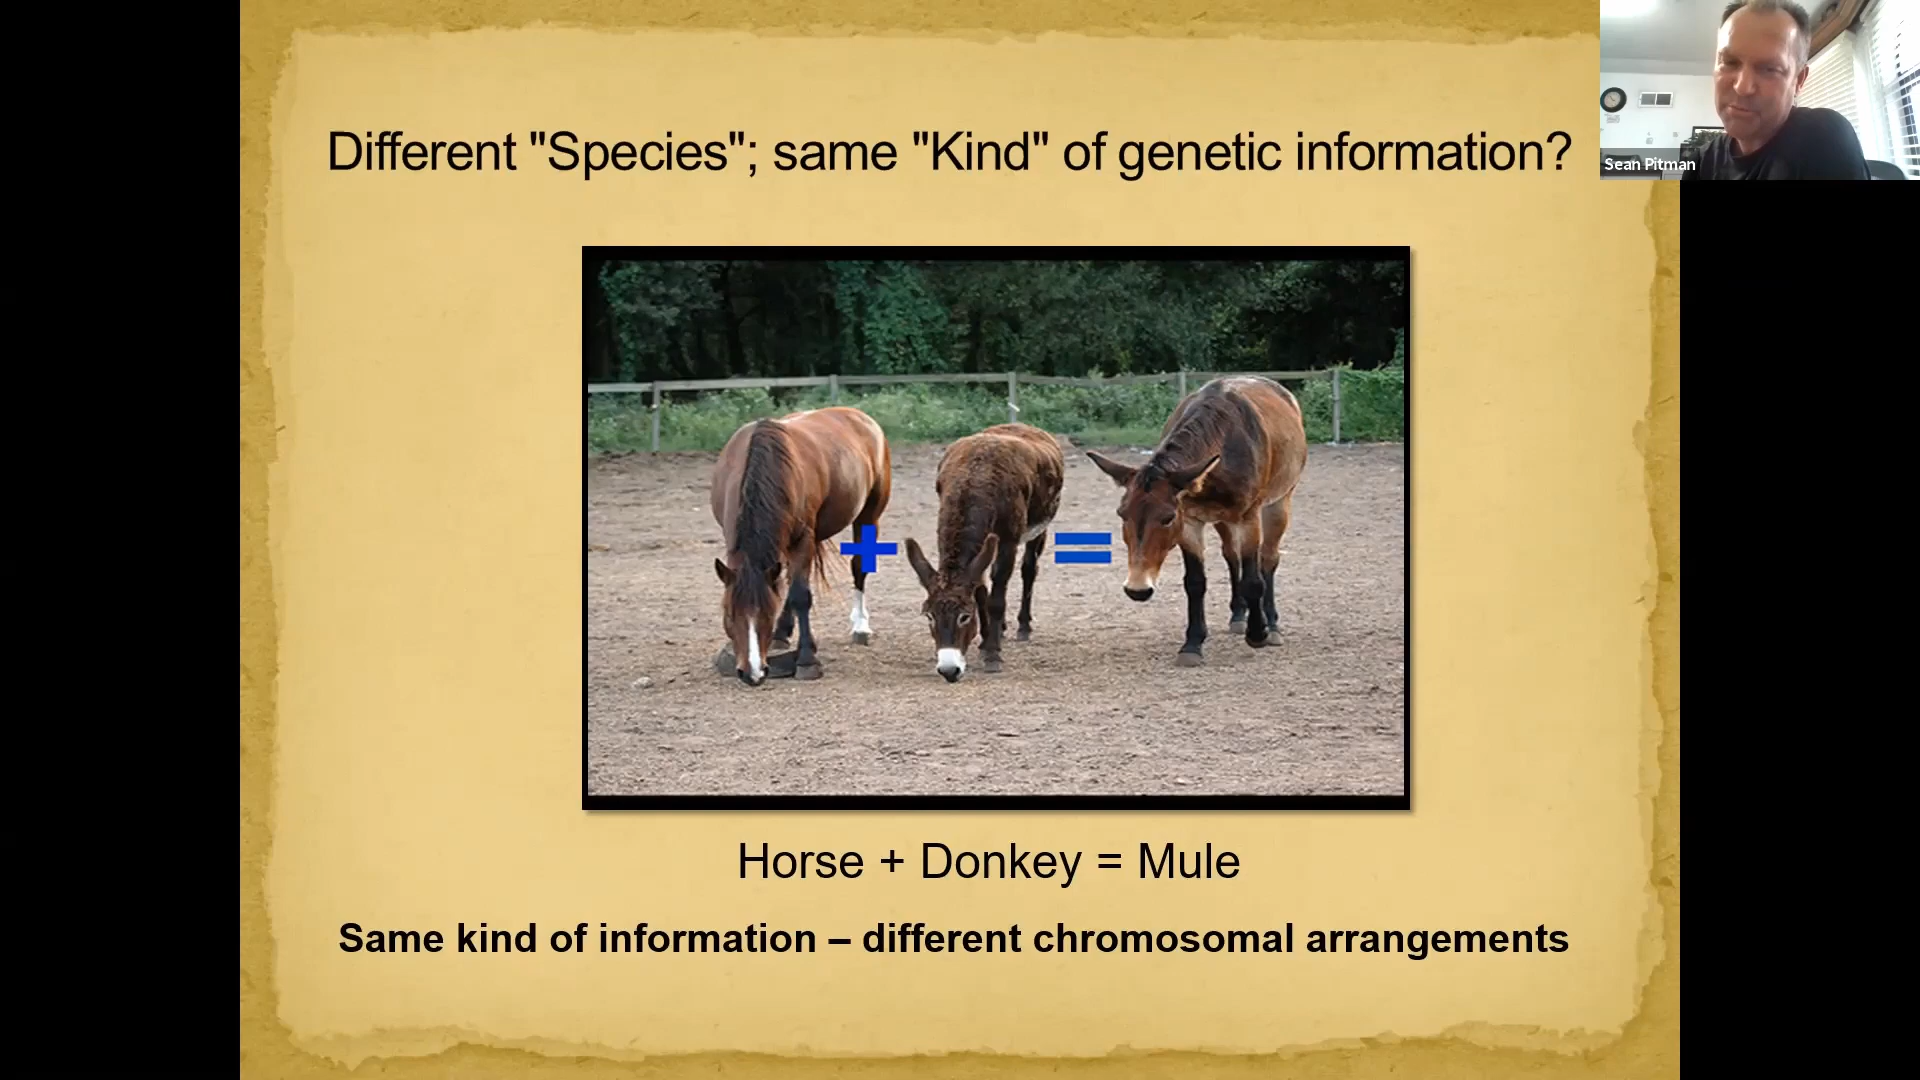 Different "Species"; same "Kind" of genetic information?
Sean Pitman
+
=
Horse + Donkey = Mule
Same kind of information – different chromosomal arrangements